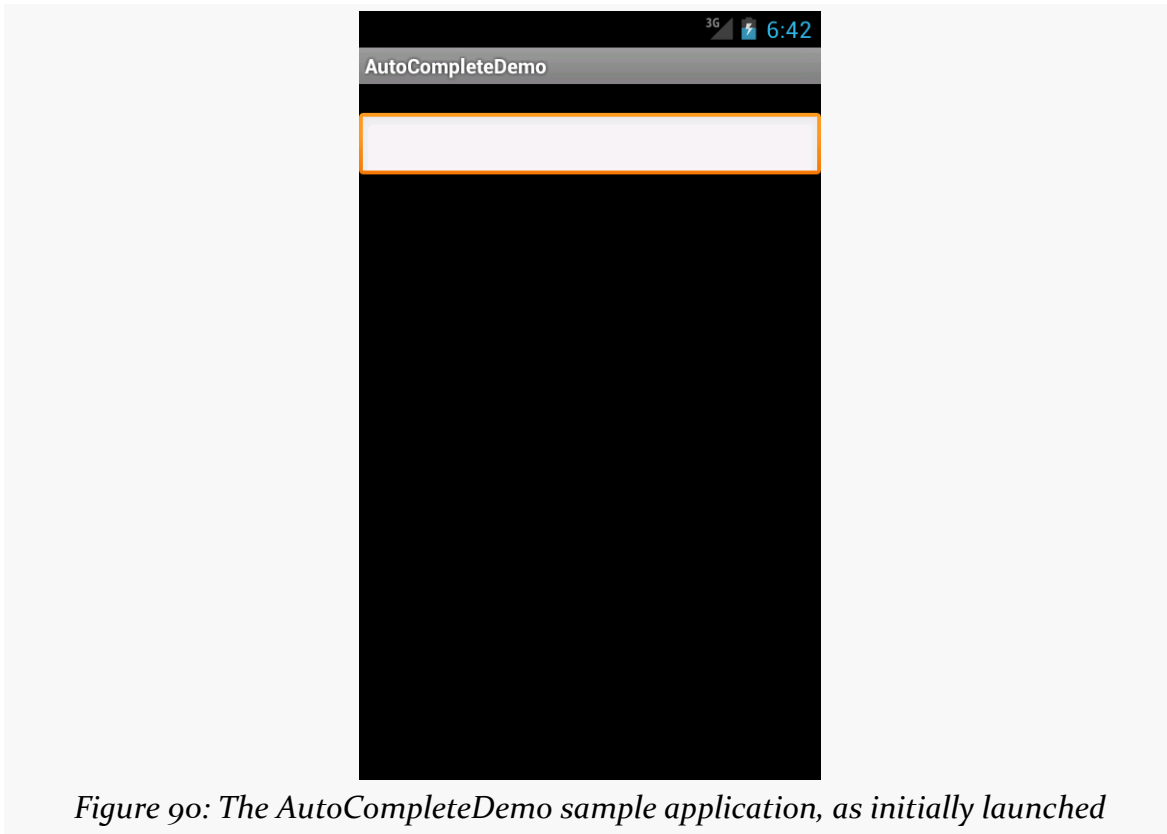 3G 6:42
AutoCompleteDemo
Figure 90: The AutoCompleteDemo sample application, as initially launched